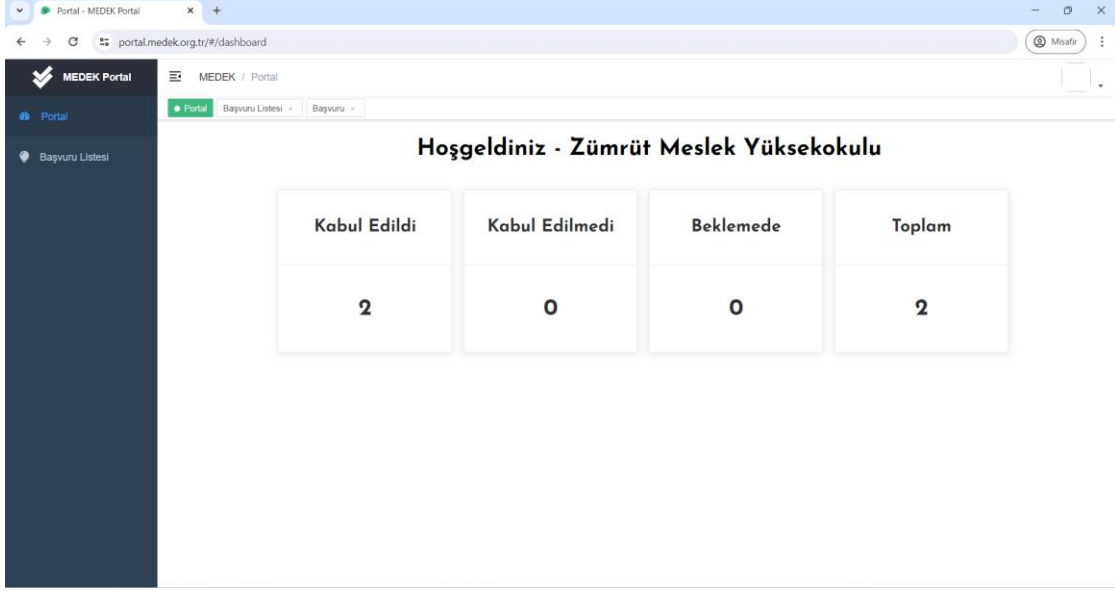 Portal - MEDEK Portal
portal.medek.org.tr/#/dashboard
Misafir
MEDEK Portal
MEDEK / Portal
Portal
Başvuru Listesi
Başvuru
Portal
Başvuru Listesi
Hoşgeldiniz - Zümrüt Meslek Yüksekokulu
Kabul Edildi
Kabul Edilmedi
Beklemede
Toplam
2
0
0
2